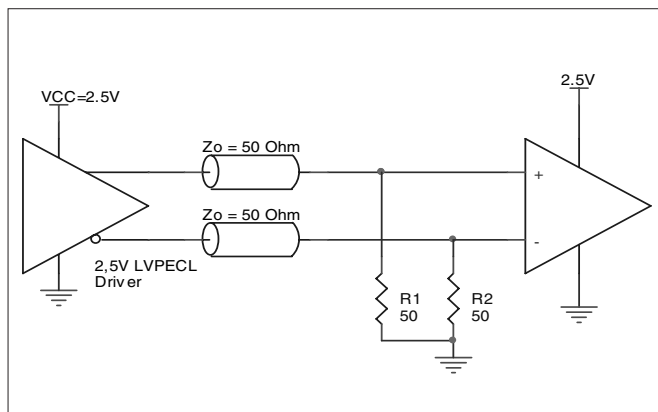 VCC=2.5V
2.5V
Zo = 50 Ohm
+
Zo = 50 Ohm
-
2,5V LVPECL
Driver
R1
50
R2
50